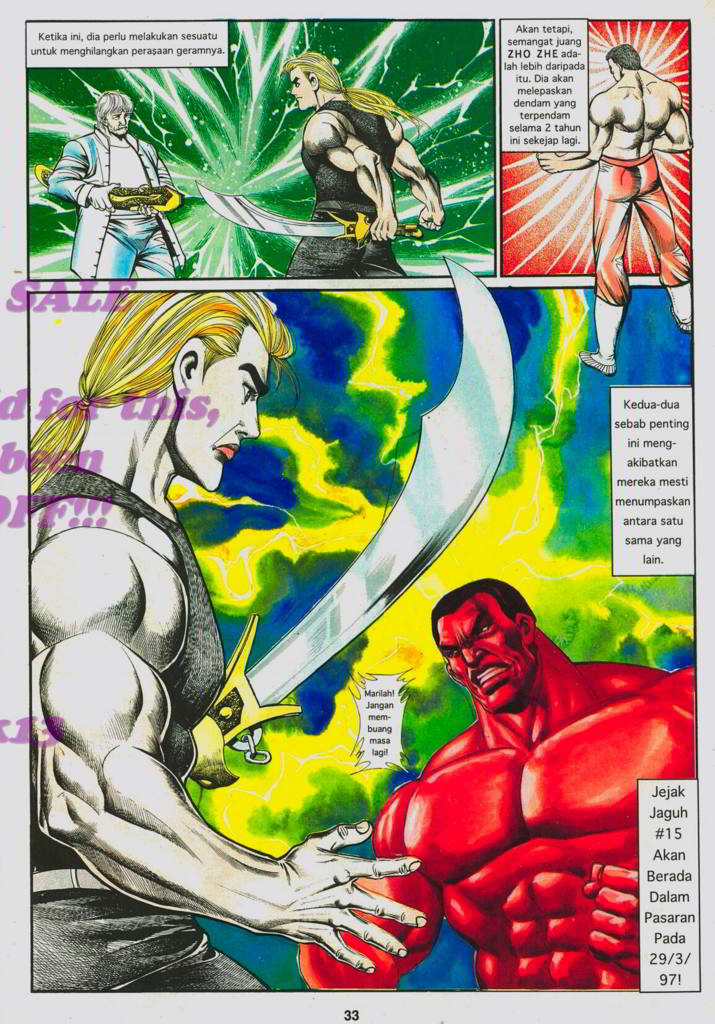 Ketika ini, dia perlu melakukan sesuatu
untuk menghilangkan perasaan geramnya.
Akan tetapi,
semangat juang
ZHO ZHE ada-
lah lebih daripada
itu. Dia akan
melepaskan
dendam yang
terpendam
selama 2 tahun
ini sekejap lagi.
SALE
d for this,
been
OFF!!!
x13
Kedua-dua
sebab penting
ini meng-
akibatkan
mereka mesti
menumpaskan
antara satu
sama yang
lain.
Marilah!
Jangan
mem-
buang
masa
lagi!
Jejak
Jaguh
#15
Akan
Berada
Dalam
Pasaran
Pada
29/3/
97!
33